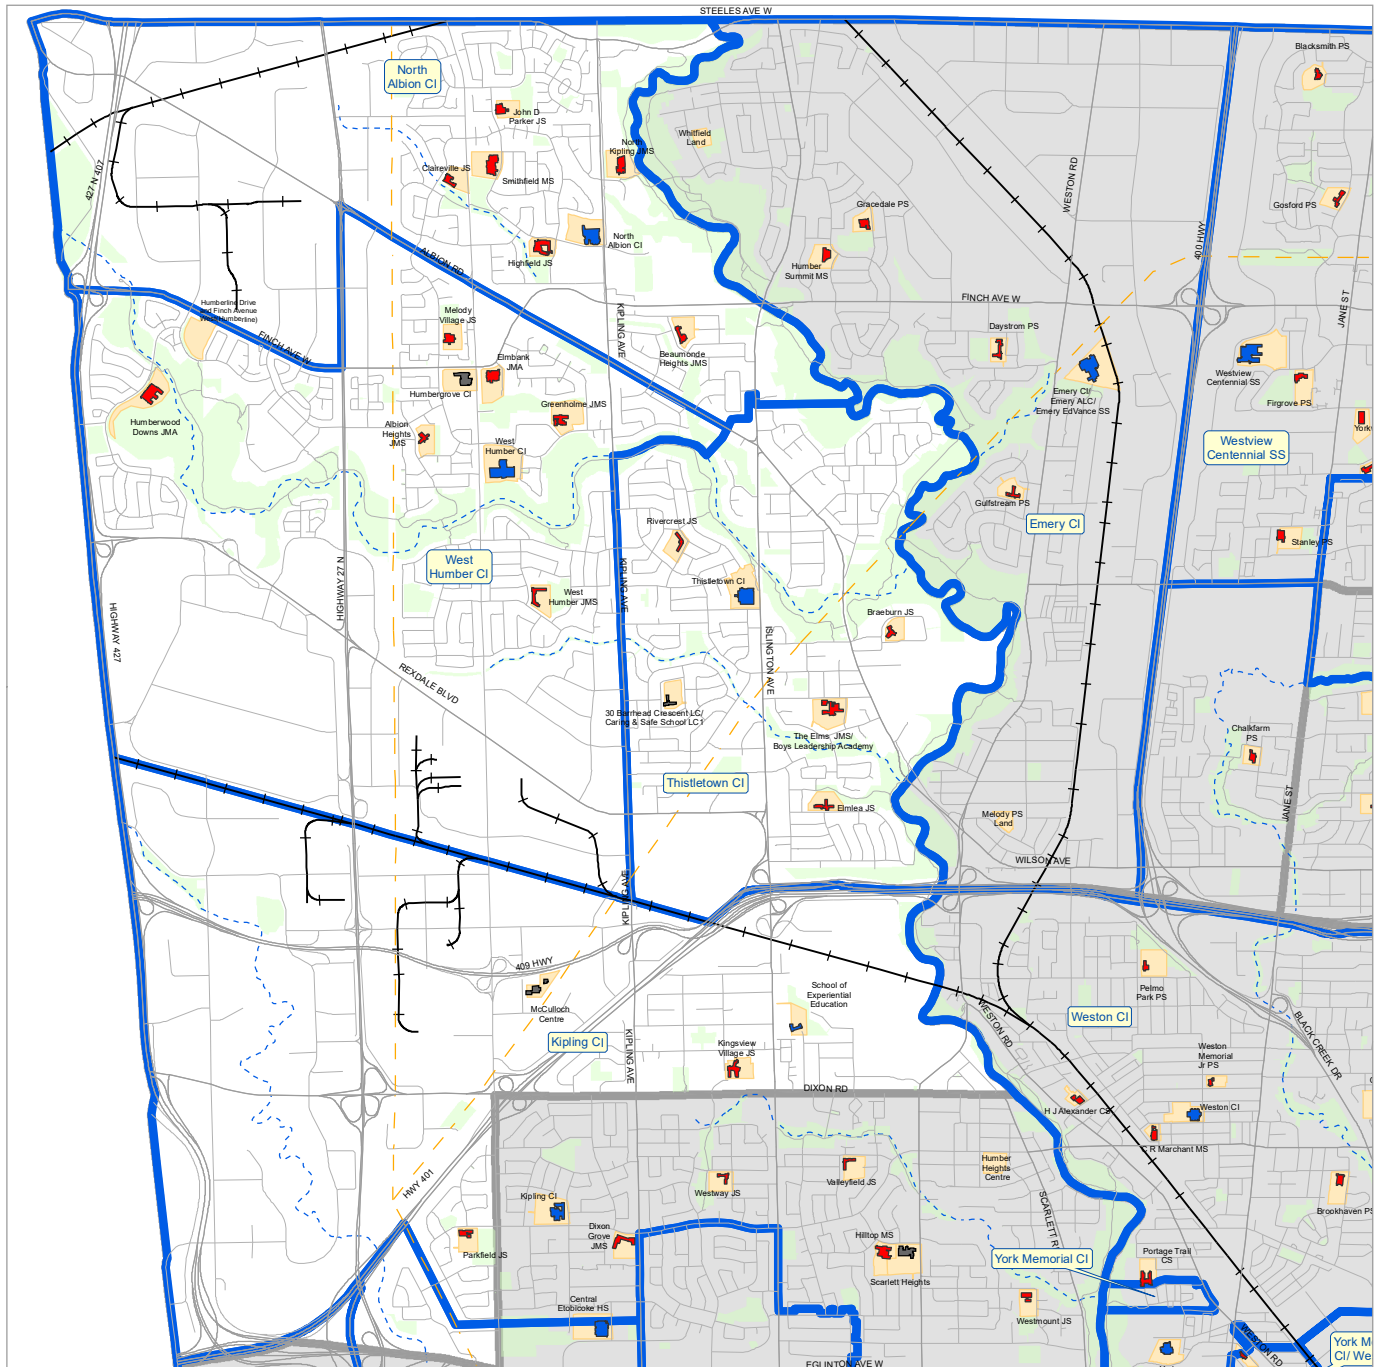 STEELES AVE W
North
Albion CI
Blacksmith PS
John D
Parker JS
Whitfield
Land
North
Kipling JMS
Claireville JS
Smithfield MS
427 N 407
WESTON RD
Gosford PS
Gracedale PS
North
Albion CI
Highfield JS
ALBION RD
Humber
Summit MS
400 HWY
FINCH AVE W
JANE ST
Humberline Drive
and Finch Avenue
West(Humberline)
Melody
Village JS
KIPLING AVE
Daystrom PS
FINCH AVE W
Beaumonde
Heights JMS
Elmbank
JMA
Westview
Centennial SS
Humbergrove CI
Emery CI/
Emery ALC/
Emery EdVance SS
Firgrove PS
Greenholme JMS
Humberwood
Downs JMA
Albion
Heights
JMS
York
West
Humber CI
Westview
Centennial SS
Gulfstream PS
Rivercrest JS
Emery CI
Stanley PS
West
Humber CI
HIGHWAY 27 N
KIPLING AVE
Thistletown CI
West
Humber JMS
Braeburn JS
HIGHWAY 427
ISLINGTON AVE
REXDALE BLVD
30 Barrhead Crescent LC/
Caring & Safe School LC1
The Elms JMS/
Boys Leadership Academy
Chalkfarm
PS
Thistletown CI
Elmlea JS
Melody PS
Land
JANE ST
WILSON AVE
KIPLING AVE
409 HWY
School of
Experiential
Education
Pelmo
Park PS
McCulloch
Centre
Kipling CI
WESTON RD
Weston CI
BLACK CREEK DR
Kingsview
Village JS
KIPLING AVE
Weston
Memorial
Jr PS
DIXON RD
H J Alexander CS
Weston CI
C R Marchant MS
Humber
Heights
Centre
HWY 401
Westway JS
Valleyfield JS
Kipling CI
Brookhaven PS
SCARLETT RD
Dixon
Grove
JMS
Parkfield JS
Hilltop MS
York Memorial CI
Portage Trail
CS
Scarlett Heights
Central
Etobicoke HS
Westmount JS
WESTON RD
York M
CI/ We
EGLINTON AVE W